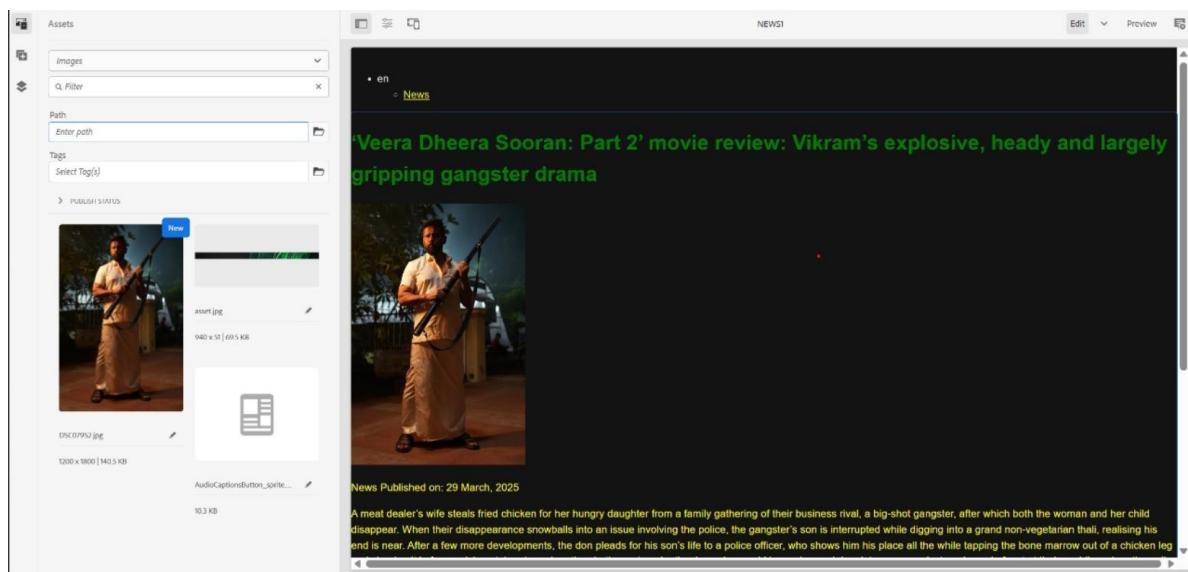 Assets
NEWS1
Edit
Preview
Images
Filter
Path
Enter path
Tags
Select Tag(s)
PUBLISH STATUS
New
DSC07952.jpg
1200 x 1800 | 140.5 KB
asset.jpg
940 x 51 | 69.5 KB
AudioCaptionsButton_sprite...
10.3 KB
• en
◦ News
‘Veera Dheera Sooran: Part 2’ movie review: Vikram’s explosive, heady and largely
gripping gangster drama
News Published on: 29 March, 2025
A meat dealer's wife steals fried chicken for her hungry daughter from a family gathering of their business rival, a big-shot gangster, after which both the woman and her child
disappear. When their disappearance snowballs into an issue involving the police, the gangster's son is interrupted while digging into a grand non-vegetarian thali, realising his
end is near. After a few more developments, the don pleads for his son's life to a police officer, who shows him his place all the while tapping the bone marrow out of a chicken leg